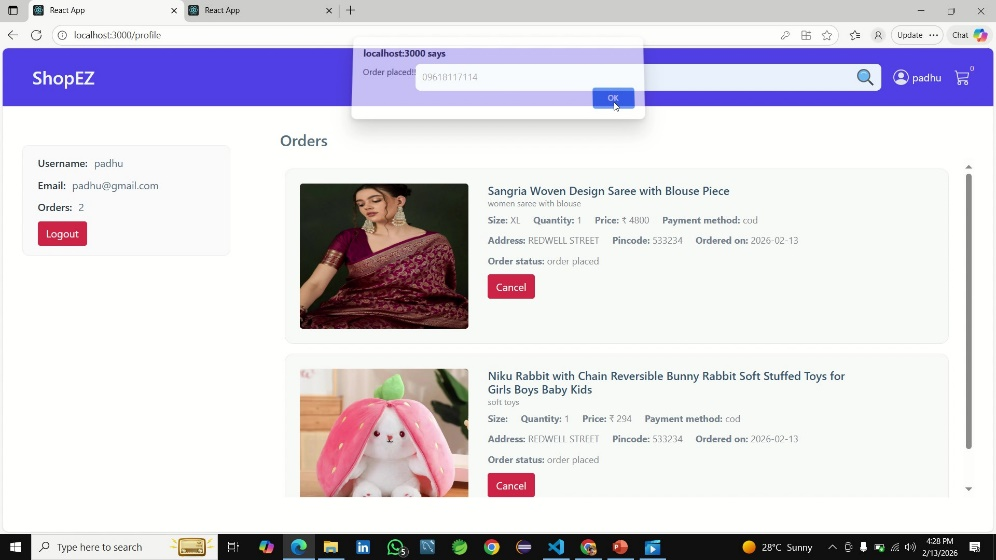 React App
React App
localhost:3000/profile
Update
Chat
localhost:3000 says
Order placed!!
09618117114
OK
ShopEZ
padhu
0
Username: padhu
Email: padhu@gmail.com
Orders: 2
Logout
Orders
Sangria Woven Design Saree with Blouse Piece
women saree with blouse
Size: XL Quantity: 1 Price: ₹ 4800 Payment method: cod
Address: REDWELL STREET Pincode: 533234 Ordered on: 2026-02-13
Order status: order placed
Cancel
Niku Rabbit with Chain Reversible Bunny Rabbit Soft Stuffed Toys for
Girls Boys Baby Kids
soft toys
Size: Quantity: 1 Price: ₹ 294 Payment method: cod
Address: REDWELL STREET Pincode: 533234 Ordered on: 2026-02-13
Order status: order placed
Cancel
Type here to search
5
28°C Sunny
4:28 PM
2/13/2026